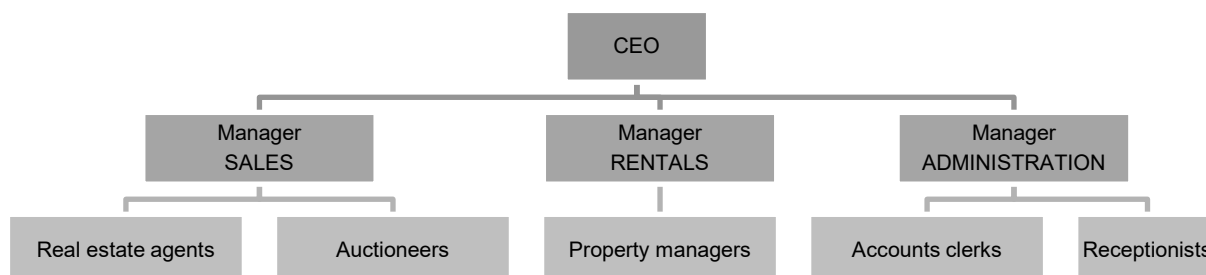 CEO
Manager
SALES
Manager
RENTALS
Manager
ADMINISTRATION
Real estate agents
Auctioneers
Property managers
Accounts clerks
Receptionists